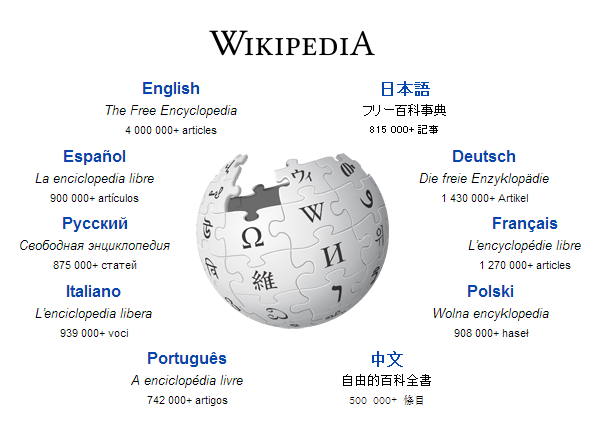 WIKIPEDIA
English
The Free Encyclopedia
4 000 000+ articles
日本語
フリー百科事典
815 000+ 記事
Español
La enciclopedia libre
900 000+ artículos
Deutsch
Die freie Enzyklopädie
1 430 000+ Artikel
Русский
Свободная энциклопедия
875 000+ статей
Français
L'encyclopédie libre
1 270 000+ articles
Italiano
L'enciclopedia libera
939 000+ voci
Polski
Wolna encyklopedia
908 000+ haseł
Português
A enciclopédia livre
742 000+ artigos
中文
自由的百科全書
500 000+ 條目
Ω
W
И
維
ウィ